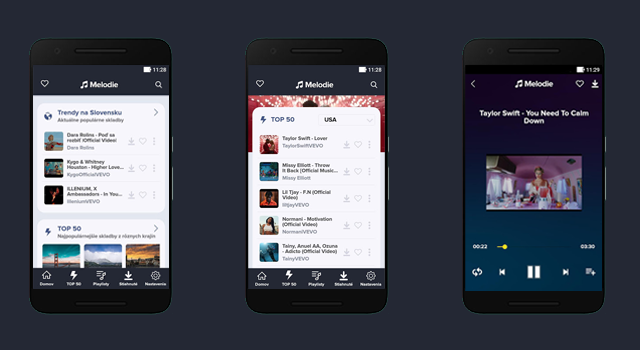 11:28
Melodie
Trendy na Slovensku
Aktuálne populárne skladby
Dara Rolins - Poď sa
rozbiť (Official Video)
Dara Rolins
Kygo & Whitney
Houston - Higher Love...
KygoOfficialVEVO
ILLENIUM, X
Ambassadors - In You...
IlleniumVEVO
TOP 50
Najpopulárnejšie skladby z rôznych krajín
Domov
TOP 50
Playlisty
Stiahnuté
Nastavenia
11:28
Melodie
TOP 50
USA
Taylor Swift - Lover
TaylorSwiftVEVO
Missy Elliott - Throw
It Back (Official Music...
Missy Elliott
Lil Tjay - F.N (Official
Video)
liltjayVEVO
Normani - Motivation
(Official Video)
NormaniVEVO
Tainy, Anuel AA, Ozuna
- Adicto (Official Video)
TainyVEVO
Domov
TOP 50
Playlisty
Stiahnuté
Nastavenia
11:29
Melodie
Taylor Swift - You Need To Calm
Down
00:22
03:30